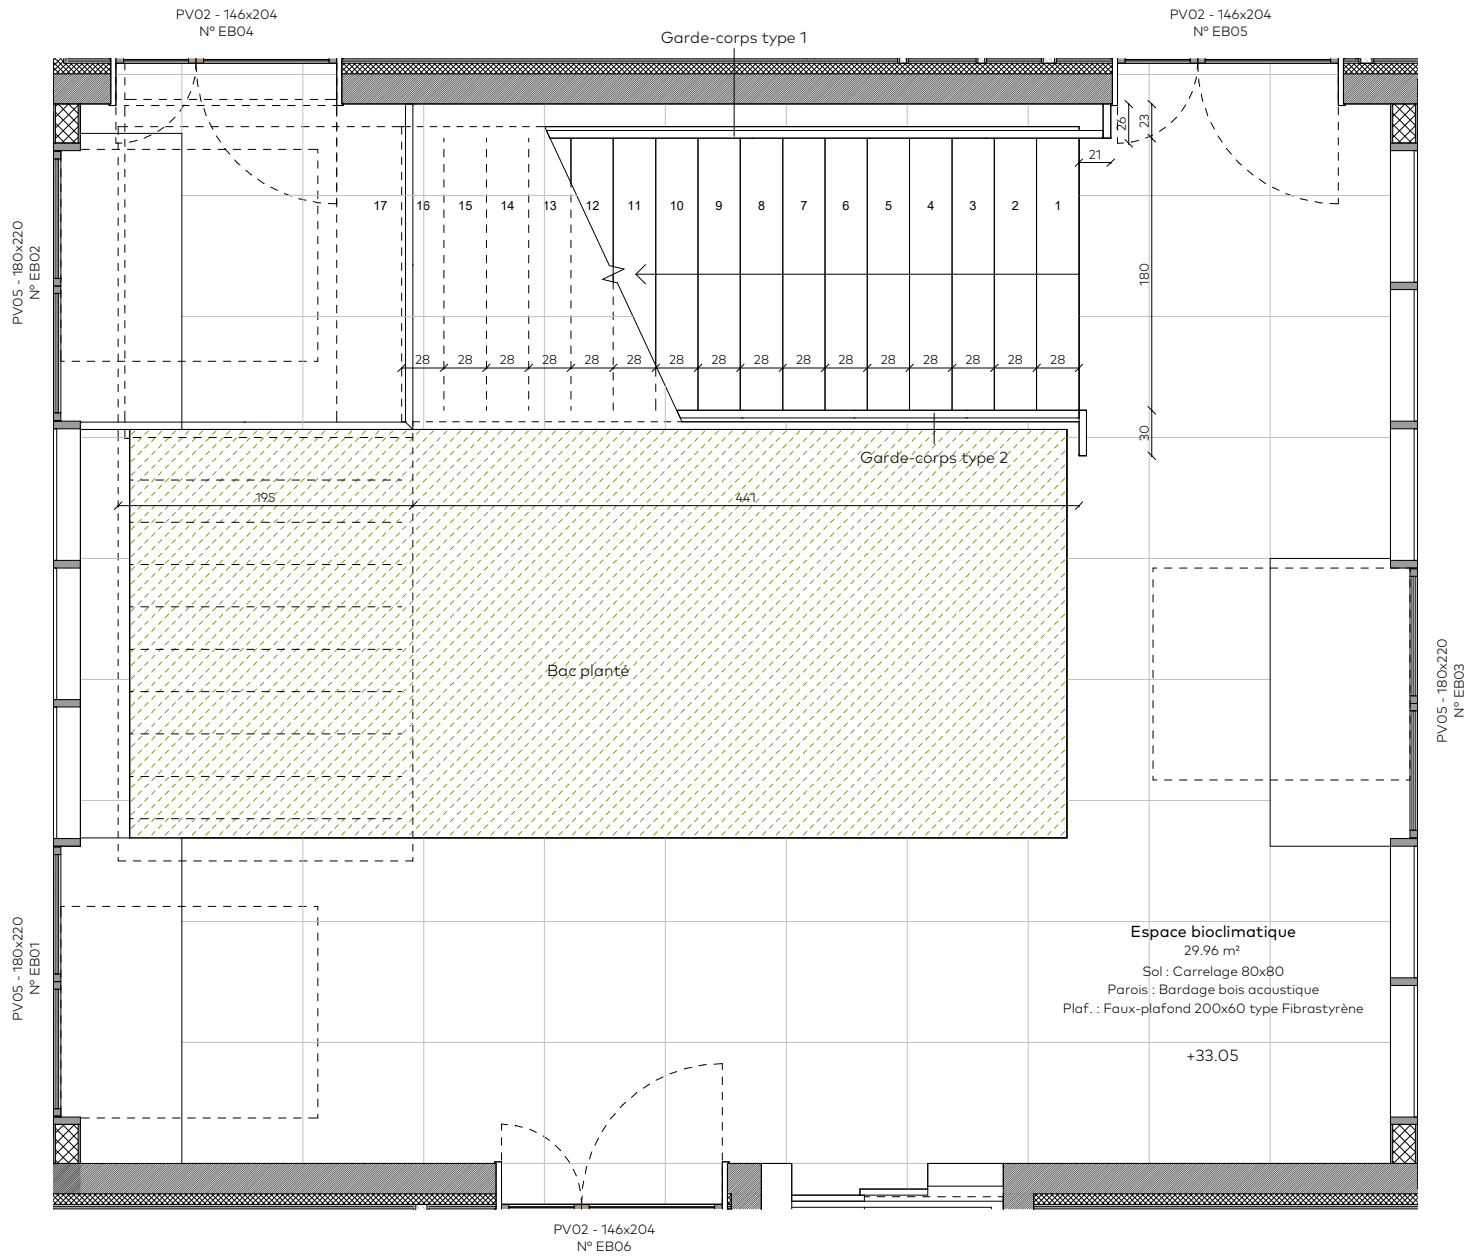 PV02 - 146x204
N° EB04
PV02 - 146x204
N° EB05
Garde-corps type 1
26
23
21
17 16 15 14 13 12 11 10 9 8 7 6 5 4 3 2 1
PV05 - 180x220
N° EB02
180
28 28 28 28 28 28 28 28 28 28 28 28 28 28 28 28
30
Garde-corps type 2
195
441
Bac planté
PV05 - 180x220
N° EB03
PV05 - 180x220
N° EB01
Espace bioclimatique
29.96 m²
Sol : Carrelage 80x80
Parois : Bardage bois acoustique
Plaf. : Faux-plafond 200x60 type Fibrastyrène
+33.05
PV02 - 146x204
N° EB06